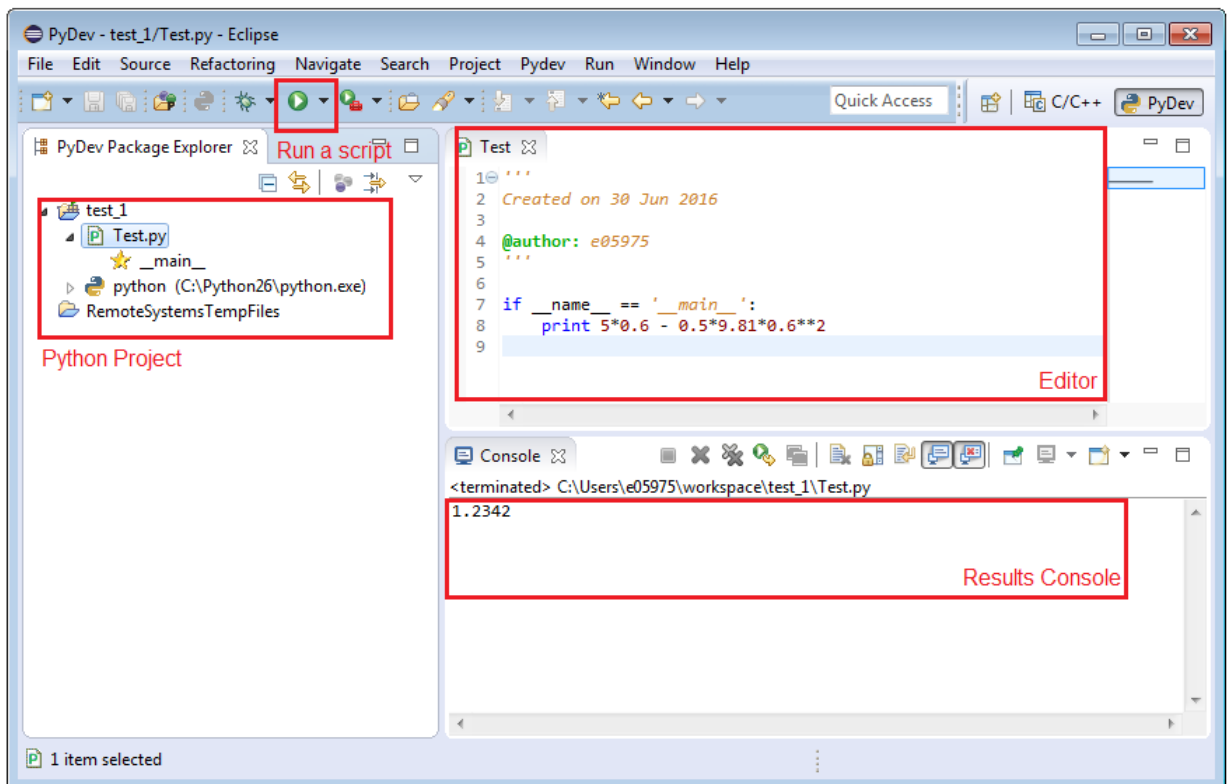 PyDev - test_1/Test.py - Eclipse
File Edit Source Refactoring Navigate Search Project Pydev Run Window Help
Quick Access
C/C++
PyDev
PyDev Package Explorer
Run a script
test_1
Test.py
__main__
python (C:\Python26\python.exe)
RemoteSystemsTempFiles
Python Project
Test
1 '''
2 Created on 30 Jun 2016
3
4 @author: e05975
5 '''
6
7 if __name__ == '__main__':
8 print 5*0.6 - 0.5*9.81*0.6**2
9
Editor
Console
<terminated> C:\Users\e05975\workspace\test_1\Test.py
1.2342
Results Console
1 item selected